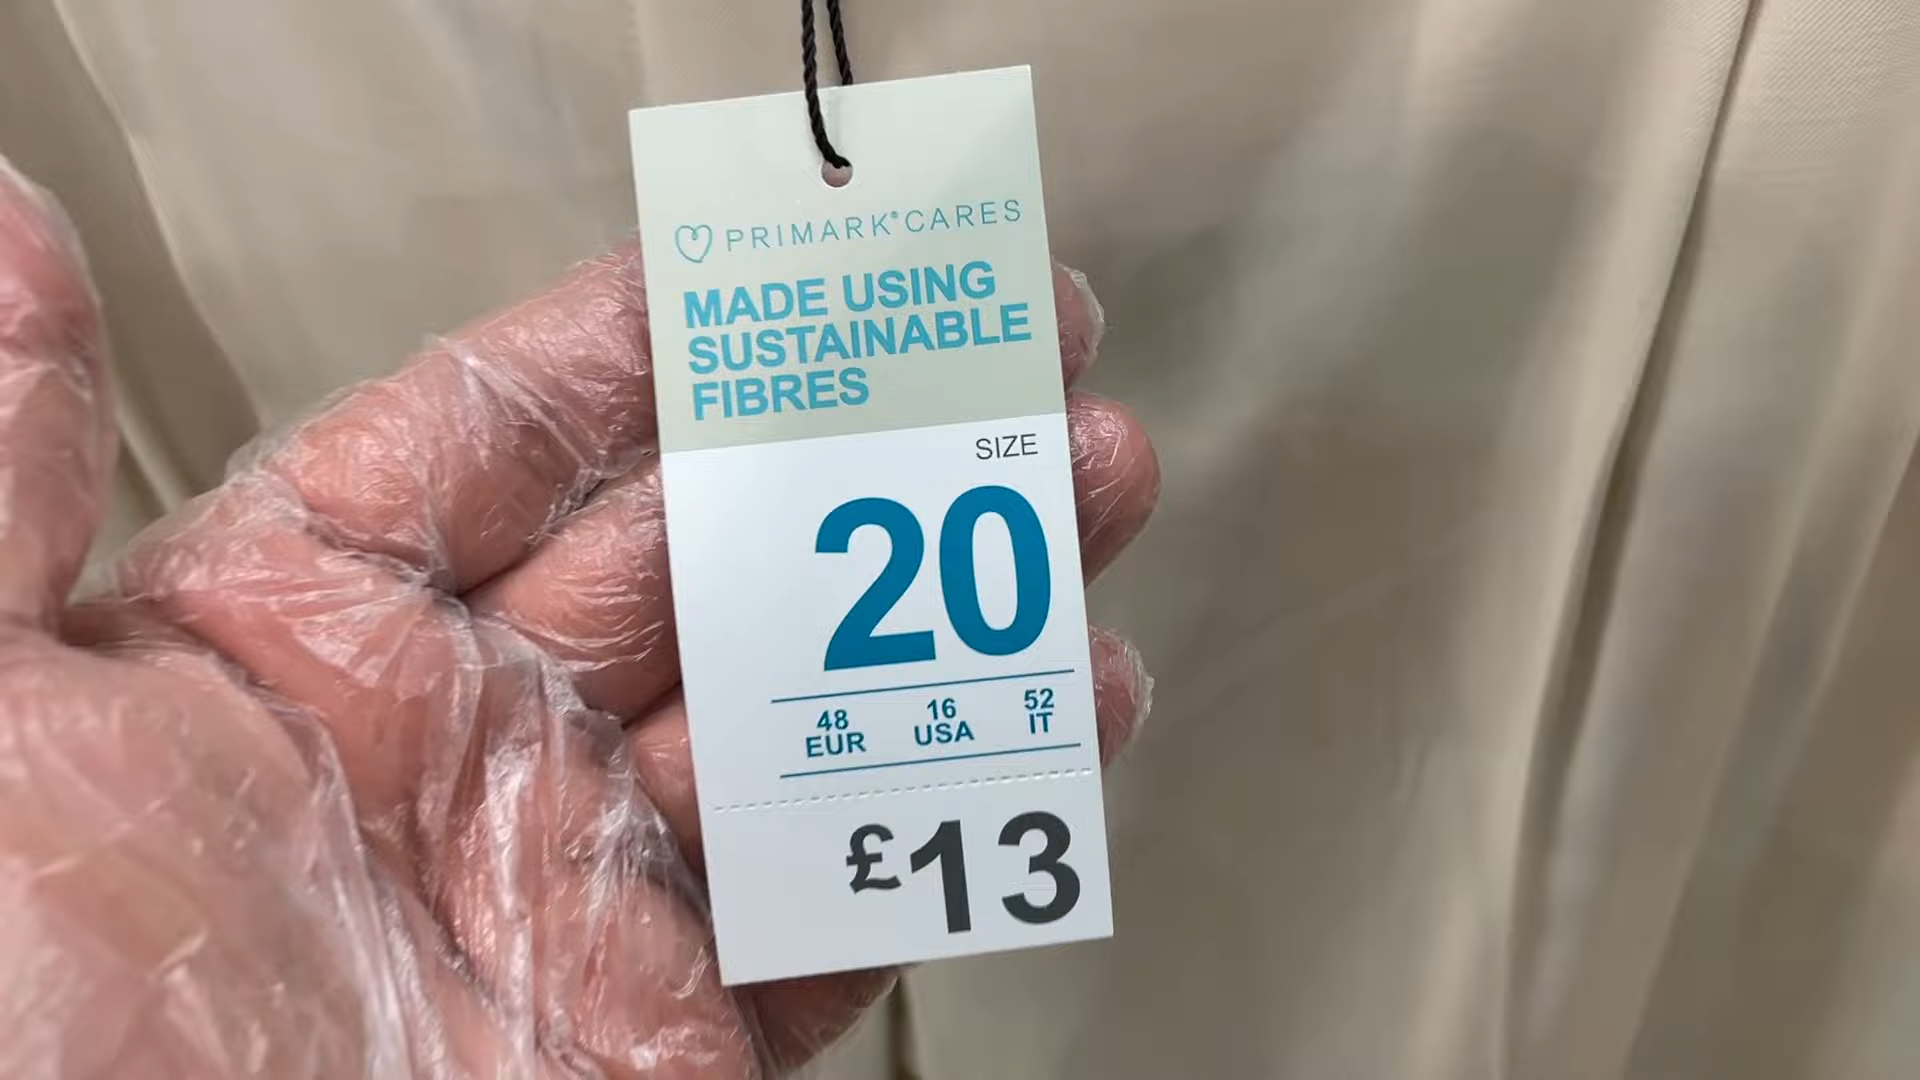 PRIMARK® CARES
MADE USING
SUSTAINABLE
FIBRES
SIZE
20
48 16 52
EUR USA IT
£13